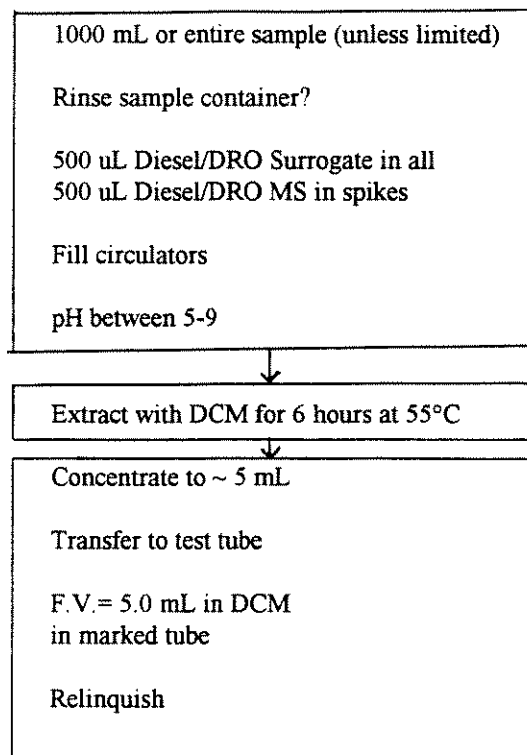 1000 mL or entire sample (unless limited)
Rinse sample container?
500 uL Diesel/DRO Surrogate in all
500 uL Diesel/DRO MS in spikes
Fill circulators
pH between 5-9
Extract with DCM for 6 hours at 55°C
Concentrate to ~ 5 mL
Transfer to test tube
F.V.= 5.0 mL in DCM
in marked tube
Relinquish